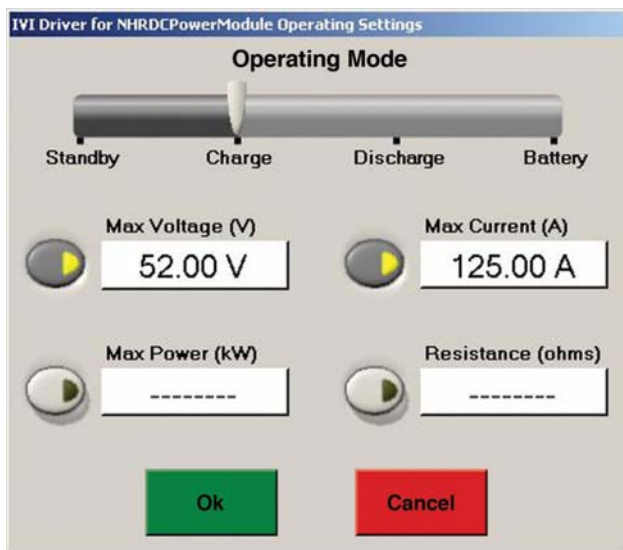 IVI Driver for NHRDCPowerModule Operating Settings
Operating Mode
Standby Charge Discharge Battery
Max Voltage (V) Max Current (A)
52.00 V 125.00 A
Max Power (kW) Resistance (ohms)
-------- --------
Ok Cancel